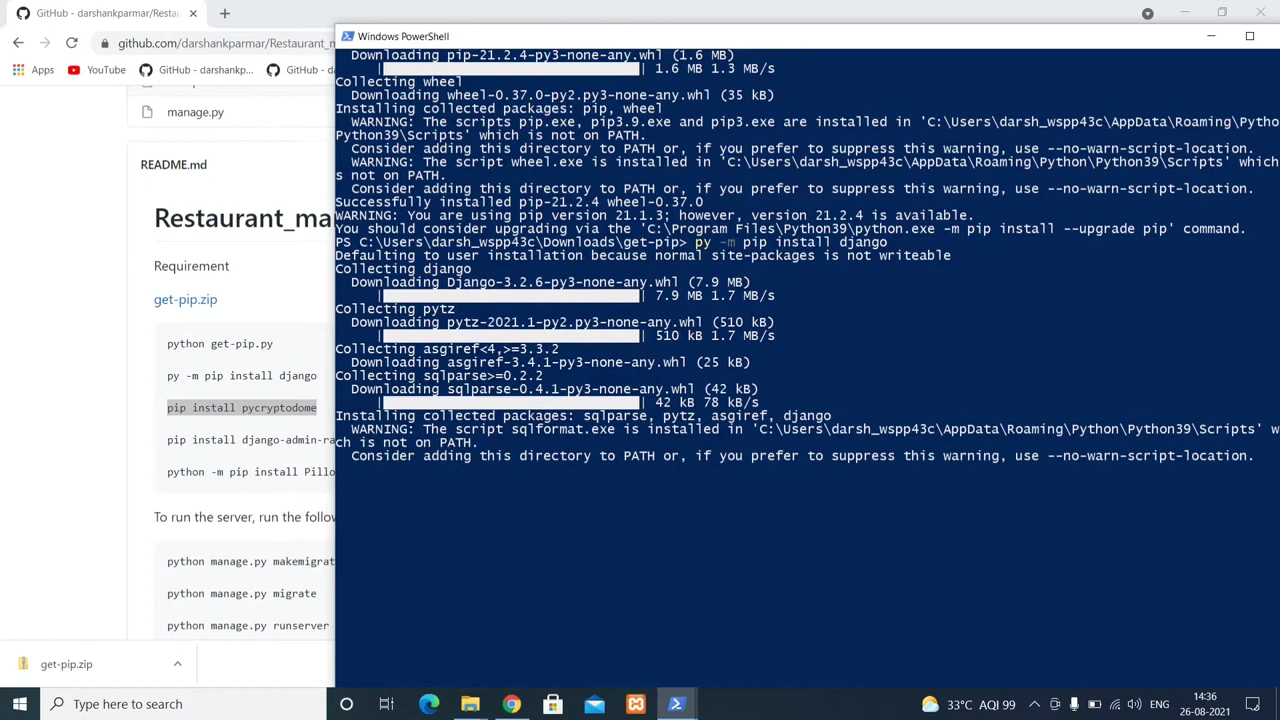 GitHub - darshankparmar/Restau
github.com/darshankparmar/Restaurant_m
Apps
YouTube
GitHub - darshankpar...
GitHub - dars
manage.py
README.md
Restaurant_ma
Requirement
get-pip.zip
python get-pip.py
py -m pip install django
pip install pycryptodome
pip install django-admin-ra
python -m pip install Pillo
To run the server, run the follow
python manage.py makemigrat
python manage.py migrate
python manage.py runserver
get-pip.zip
Windows PowerShell
Downloading pip-21.2.4-py3-none-any.whl (1.6 MB)
| | 1.6 MB 1.3 MB/s
Collecting wheel
Downloading wheel-0.37.0-py2.py3-none-any.whl (35 kB)
Installing collected packages: pip, wheel
WARNING: The scripts pip.exe, pip3.9.exe and pip3.exe are installed in 'C:\Users\darsh_wspp43c\AppData\Roaming\Pytho
Python39\Scripts' which is not on PATH.
Consider adding this directory to PATH or, if you prefer to suppress this warning, use --no-warn-script-location.
WARNING: The script wheel.exe is installed in 'C:\Users\darsh_wspp43c\AppData\Roaming\Python\Python39\Scripts' which
s not on PATH.
Consider adding this directory to PATH or, if you prefer to suppress this warning, use --no-warn-script-location.
Successfully installed pip-21.2.4 wheel-0.37.0
WARNING: You are using pip version 21.1.3; however, version 21.2.4 is available.
You should consider upgrading via the 'C:\Program Files\Python39\python.exe -m pip install --upgrade pip' command.
PS C:\Users\darsh_wspp43c\Downloads\get-pip> py -m pip install django
Defaulting to user installation because normal site-packages is not writeable
Collecting django
Downloading Django-3.2.6-py3-none-any.whl (7.9 MB)
| | 7.9 MB 1.7 MB/s
Collecting pytz
Downloading pytz-2021.1-py2.py3-none-any.whl (510 kB)
| | 510 kB 1.7 MB/s
Collecting asgiref<4,>=3.3.2
Downloading asgiref-3.4.1-py3-none-any.whl (25 kB)
Collecting sqlparse>=0.2.2
Downloading sqlparse-0.4.1-py3-none-any.whl (42 kB)
| | 42 kB 78 kB/s
Installing collected packages: sqlparse, pytz, asgiref, django
WARNING: The script sqlformat.exe is installed in 'C:\Users\darsh_wspp43c\AppData\Roaming\Python\Python39\Scripts' w
ch is not on PATH.
Consider adding this directory to PATH or, if you prefer to suppress this warning, use --no-warn-script-location.
Type here to search
33°C AQI 99
ENG
14:36
26-08-2021